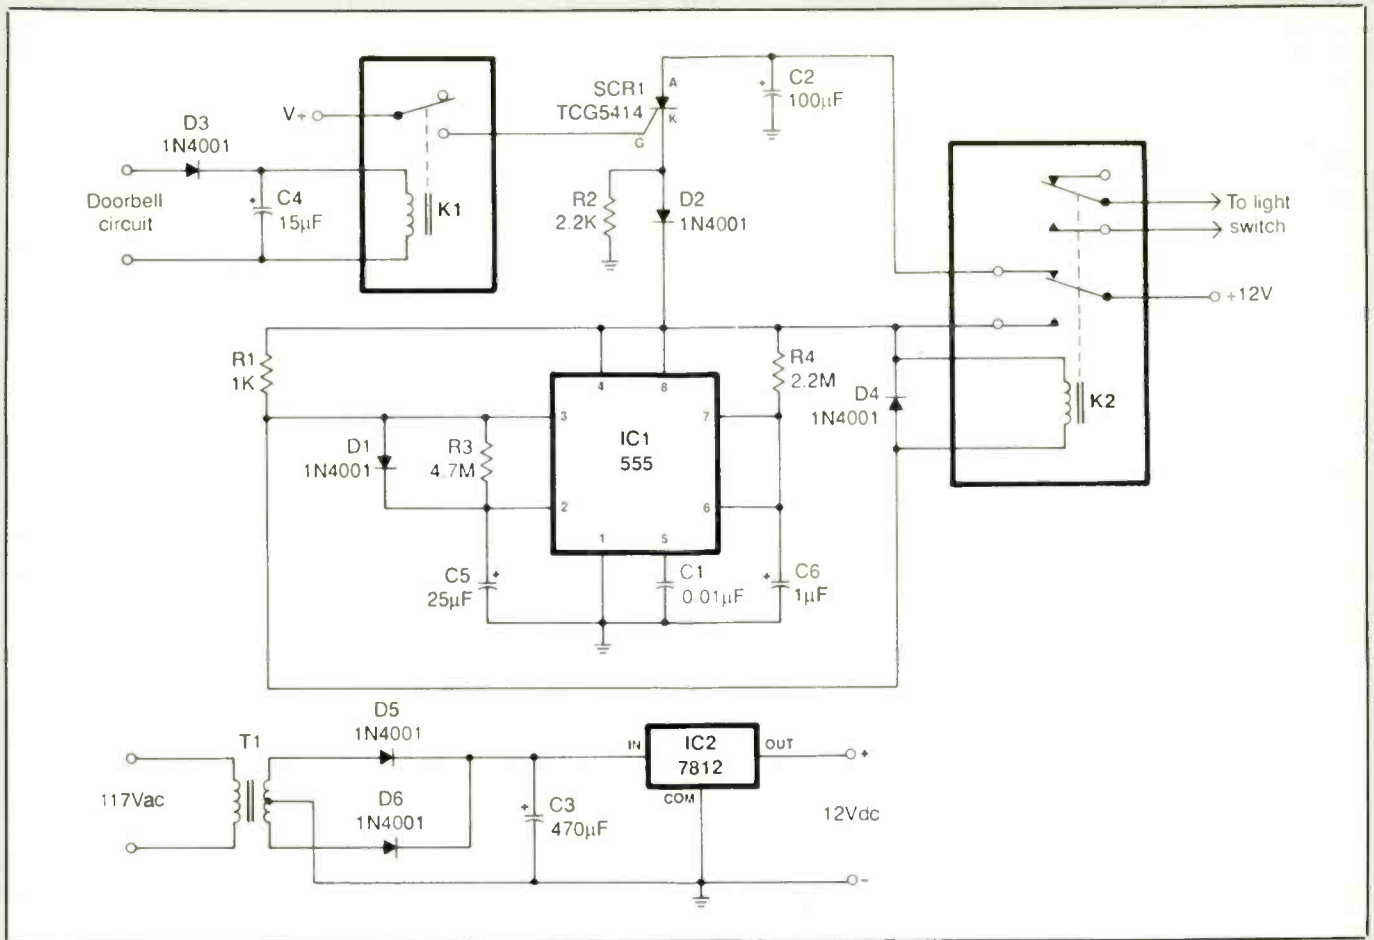 SCR1
TCG5414
A
K
G
C2
100µF
V+
D3
1N4001
Doorbell
circuit
C4
15µF
K1
R2
2.2K
D2
1N4001
To light
switch
+12V
R1
1K
4
8
R4
2.2M
D4
1N4001
K2
3
7
D1
1N4001
R3
4.7M
IC1
555
2
6
1
5
C5
25µF
C1
0.01µF
C6
1µF
D5
1N4001
T1
117Vac
D6
1N4001
C3
470µF
IN
IC2
7812
OUT
COM
+
12Vdc
-